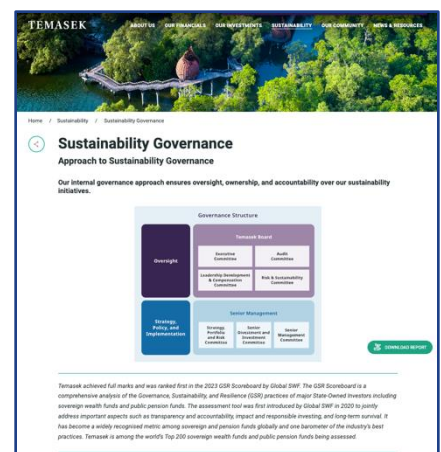 TEMASEK
ABOUT US OUR FINANCIALS OUR INVESTMENTS SUSTAINABILITY OUR COMMUNITY NEWS & RESOURCES
Home / Sustainability / Sustainability Governance
Sustainability Governance
Approach to Sustainability Governance
Our internal governance approach ensures oversight, ownership, and accountability over our sustainability
initiatives.
Governance Structure
Oversight
Temasek Board
Executive
Committee
Audit
Committee
Leadership Development
& Compensation
Committee
Risk & Sustainability
Committee
Strategy,
Policy, and
Implementation
Senior Management
Strategy,
Portfolio
and Risk
Committee
Senior
Divestment and
Investment
Committee
Senior
Management
Committee
DOWNLOAD REPORT
Temasek achieved full marks and was ranked first in the 2023 GSR Scoreboard by Global SWF. The GSR Scoreboard is a
comprehensive analysis of the Governance, Sustainability, and Resilience (GSR) practices of major State-Owned Investors including
sovereign wealth funds and public pension funds. The assessment tool was first introduced by Global SWF in 2020 to jointly
address important aspects such as transparency and accountability, impact and responsible investing, and long-term survival. It
has become a widely recognised metric among sovereign and pension funds globally and one barometer of the industry's best
practices. Temasek is among the world's Top 200 sovereign wealth funds and public pension funds being assessed.